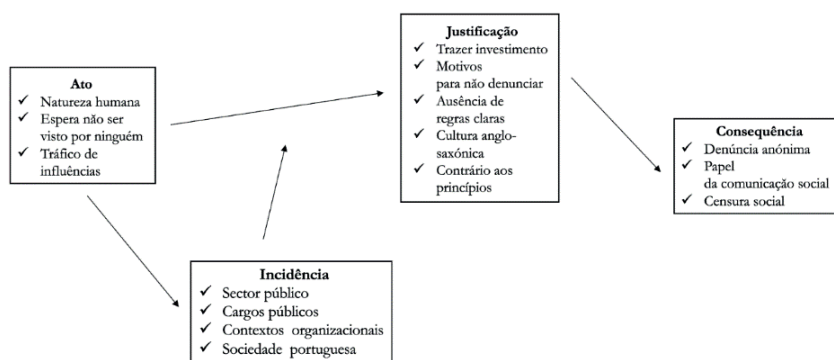 Ato
✓ Natureza humana
✓ Espera não ser
visto por ninguém
✓ Tráfico de
influências
Incidência
✓ Sector público
✓ Cargos públicos
✓ Contextos organizacionais
✓ Sociedade portuguesa
Justificação
✓ Trazer investimento
✓ Motivos
para não denunciar
✓ Ausência de
regras claras
✓ Cultura anglo-
saxónica
✓ Contrário aos
princípios
Consequência
✓ Denúncia anónima
✓ Papel
da comunicação social
✓ Censura social